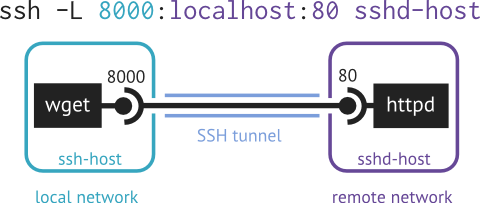 ssh -L 8000:localhost:80 sshd-host
8000
80
wget
httpd
SSH tunnel
ssh-host
sshd-host
local network
remote network